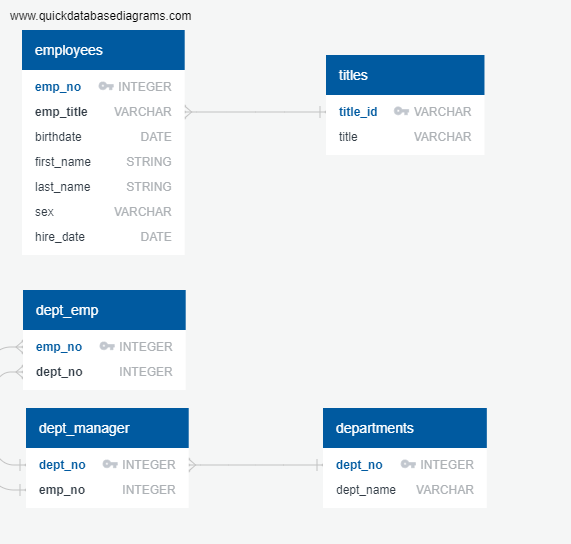 www.quickdatabasediagrams.com
employees
emp_no INTEGER
emp_title VARCHAR
birthdate DATE
first_name STRING
last_name STRING
sex VARCHAR
hire_date DATE
titles
title_id VARCHAR
title VARCHAR
dept_emp
emp_no INTEGER
dept_no INTEGER
dept_manager
dept_no INTEGER
emp_no INTEGER
departments
dept_no INTEGER
dept_name VARCHAR